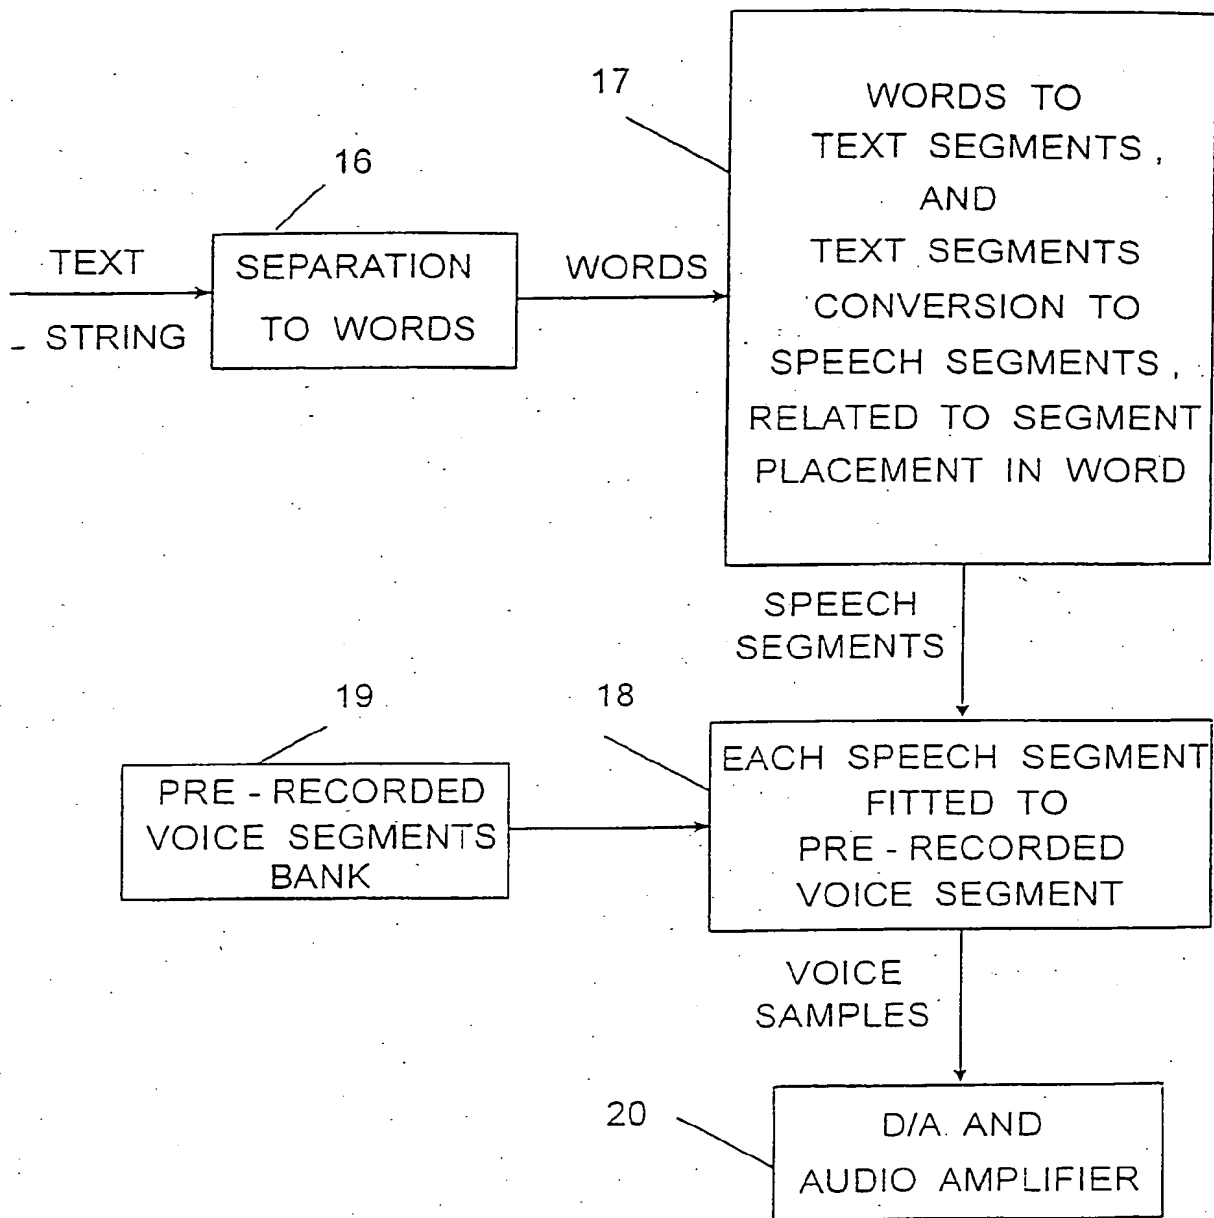 17
WORDS TO
TEXT SEGMENTS,
AND
TEXT SEGMENTS
CONVERSION TO
SPEECH SEGMENTS,
RELATED TO SEGMENT
PLACEMENT IN WORD
16
TEXT
STRING
SEPARATION
TO WORDS
WORDS
SPEECH
SEGMENTS
19
18
PRE-RECORDED
VOICE SEGMENTS
BANK
EACH SPEECH SEGMENT
FITTED TO
PRE-RECORDED
VOICE SEGMENT
VOICE
SAMPLES
20
D/A AND
AUDIO AMPLIFIER